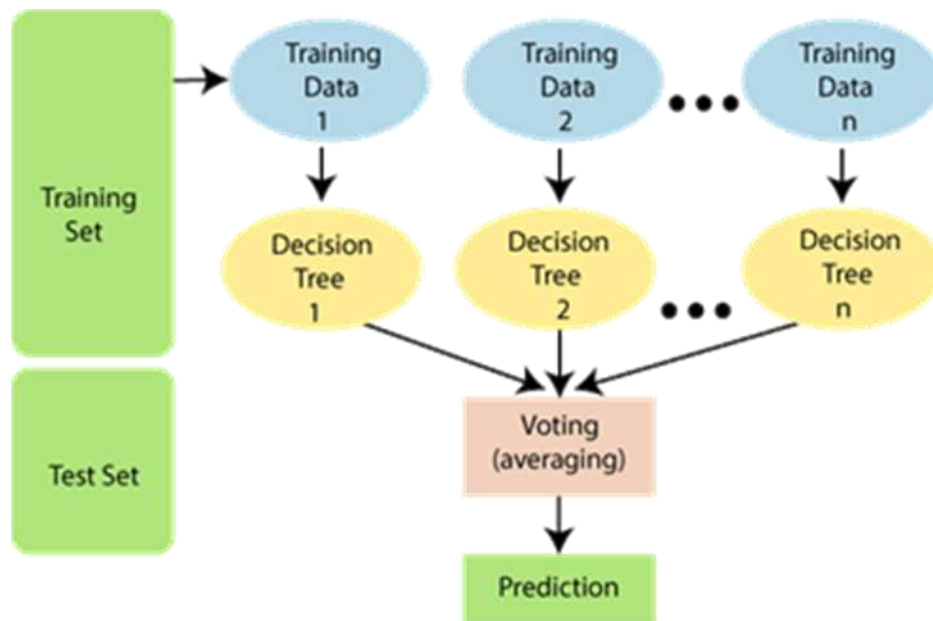 Training
Set
Training
Data
1
Training
Data
2
Training
Data
n
Decision
Tree
1
Decision
Tree
2
Decision
Tree
n
Test Set
Voting
(averaging)
Prediction